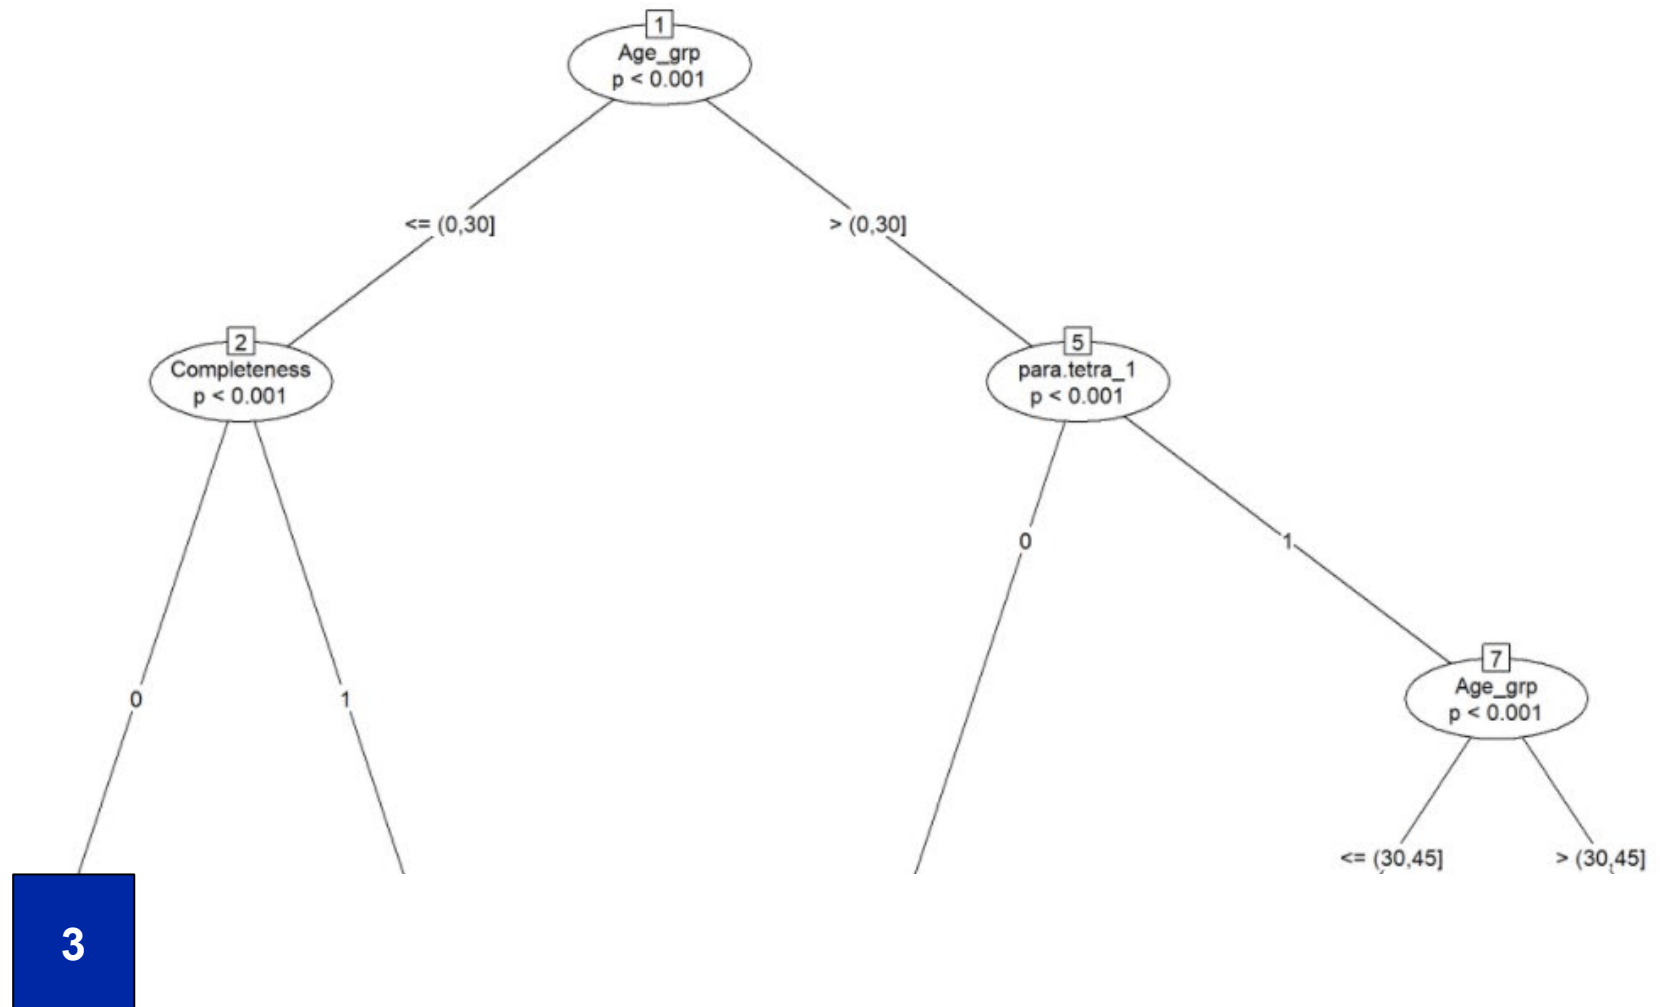 1
Age_grp
p < 0.001
<= (0,30]
> (0,30]
2
Completeness
p < 0.001
5
para.tetra_1
p < 0.001
0
1
0
1
7
Age_grp
p < 0.001
<= (30,45]
> (30,45]
3